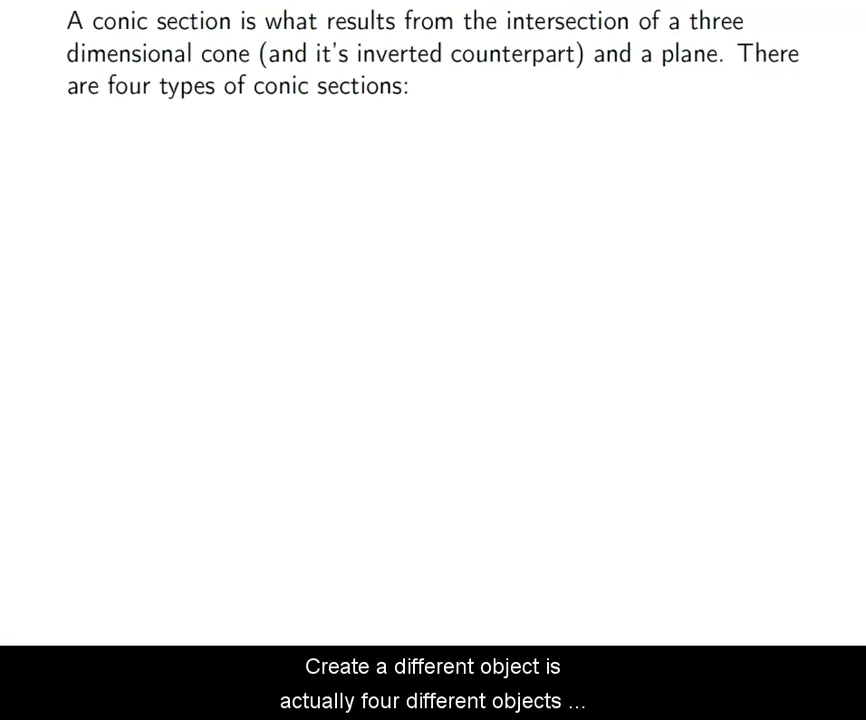 A conic section is what results from the intersection of a three
dimensional cone (and it's inverted counterpart) and a plane. There
are four types of conic sections:
Create a different object is
actually four different objects ...